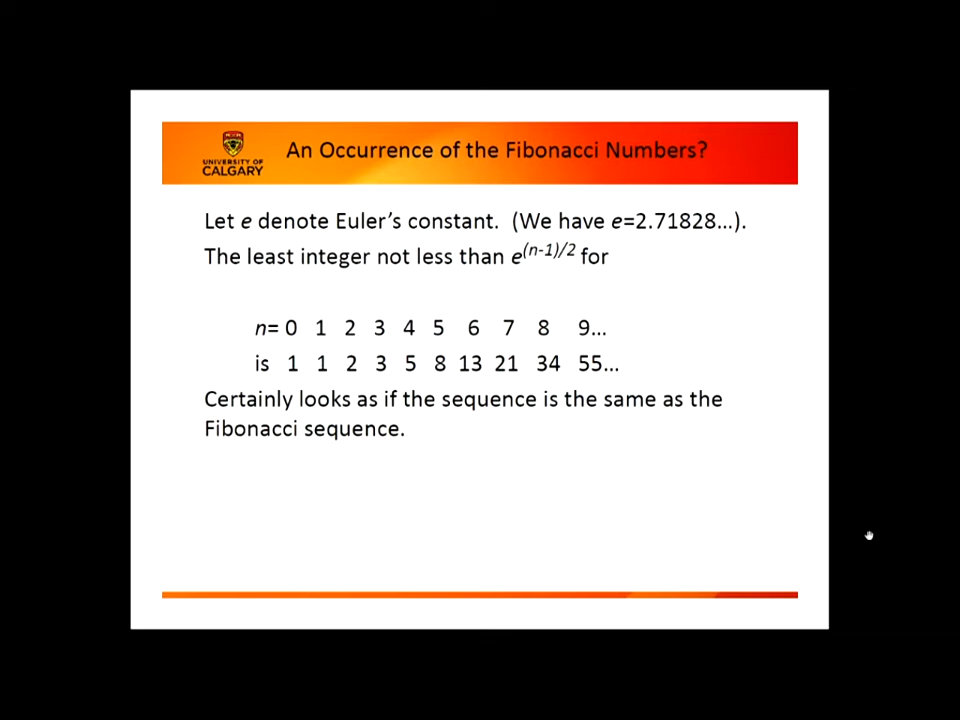 UNIVERSITY OF
CALGARY
An Occurrence of the Fibonacci Numbers?
Let e denote Euler's constant. (We have e=2.71828...).
The least integer not less than e^(n-1)/2 for
n= 0 1 2 3 4 5 6 7 8 9...
is 1 1 2 3 5 8 13 21 34 55...
Certainly looks as if the sequence is the same as the
Fibonacci sequence.